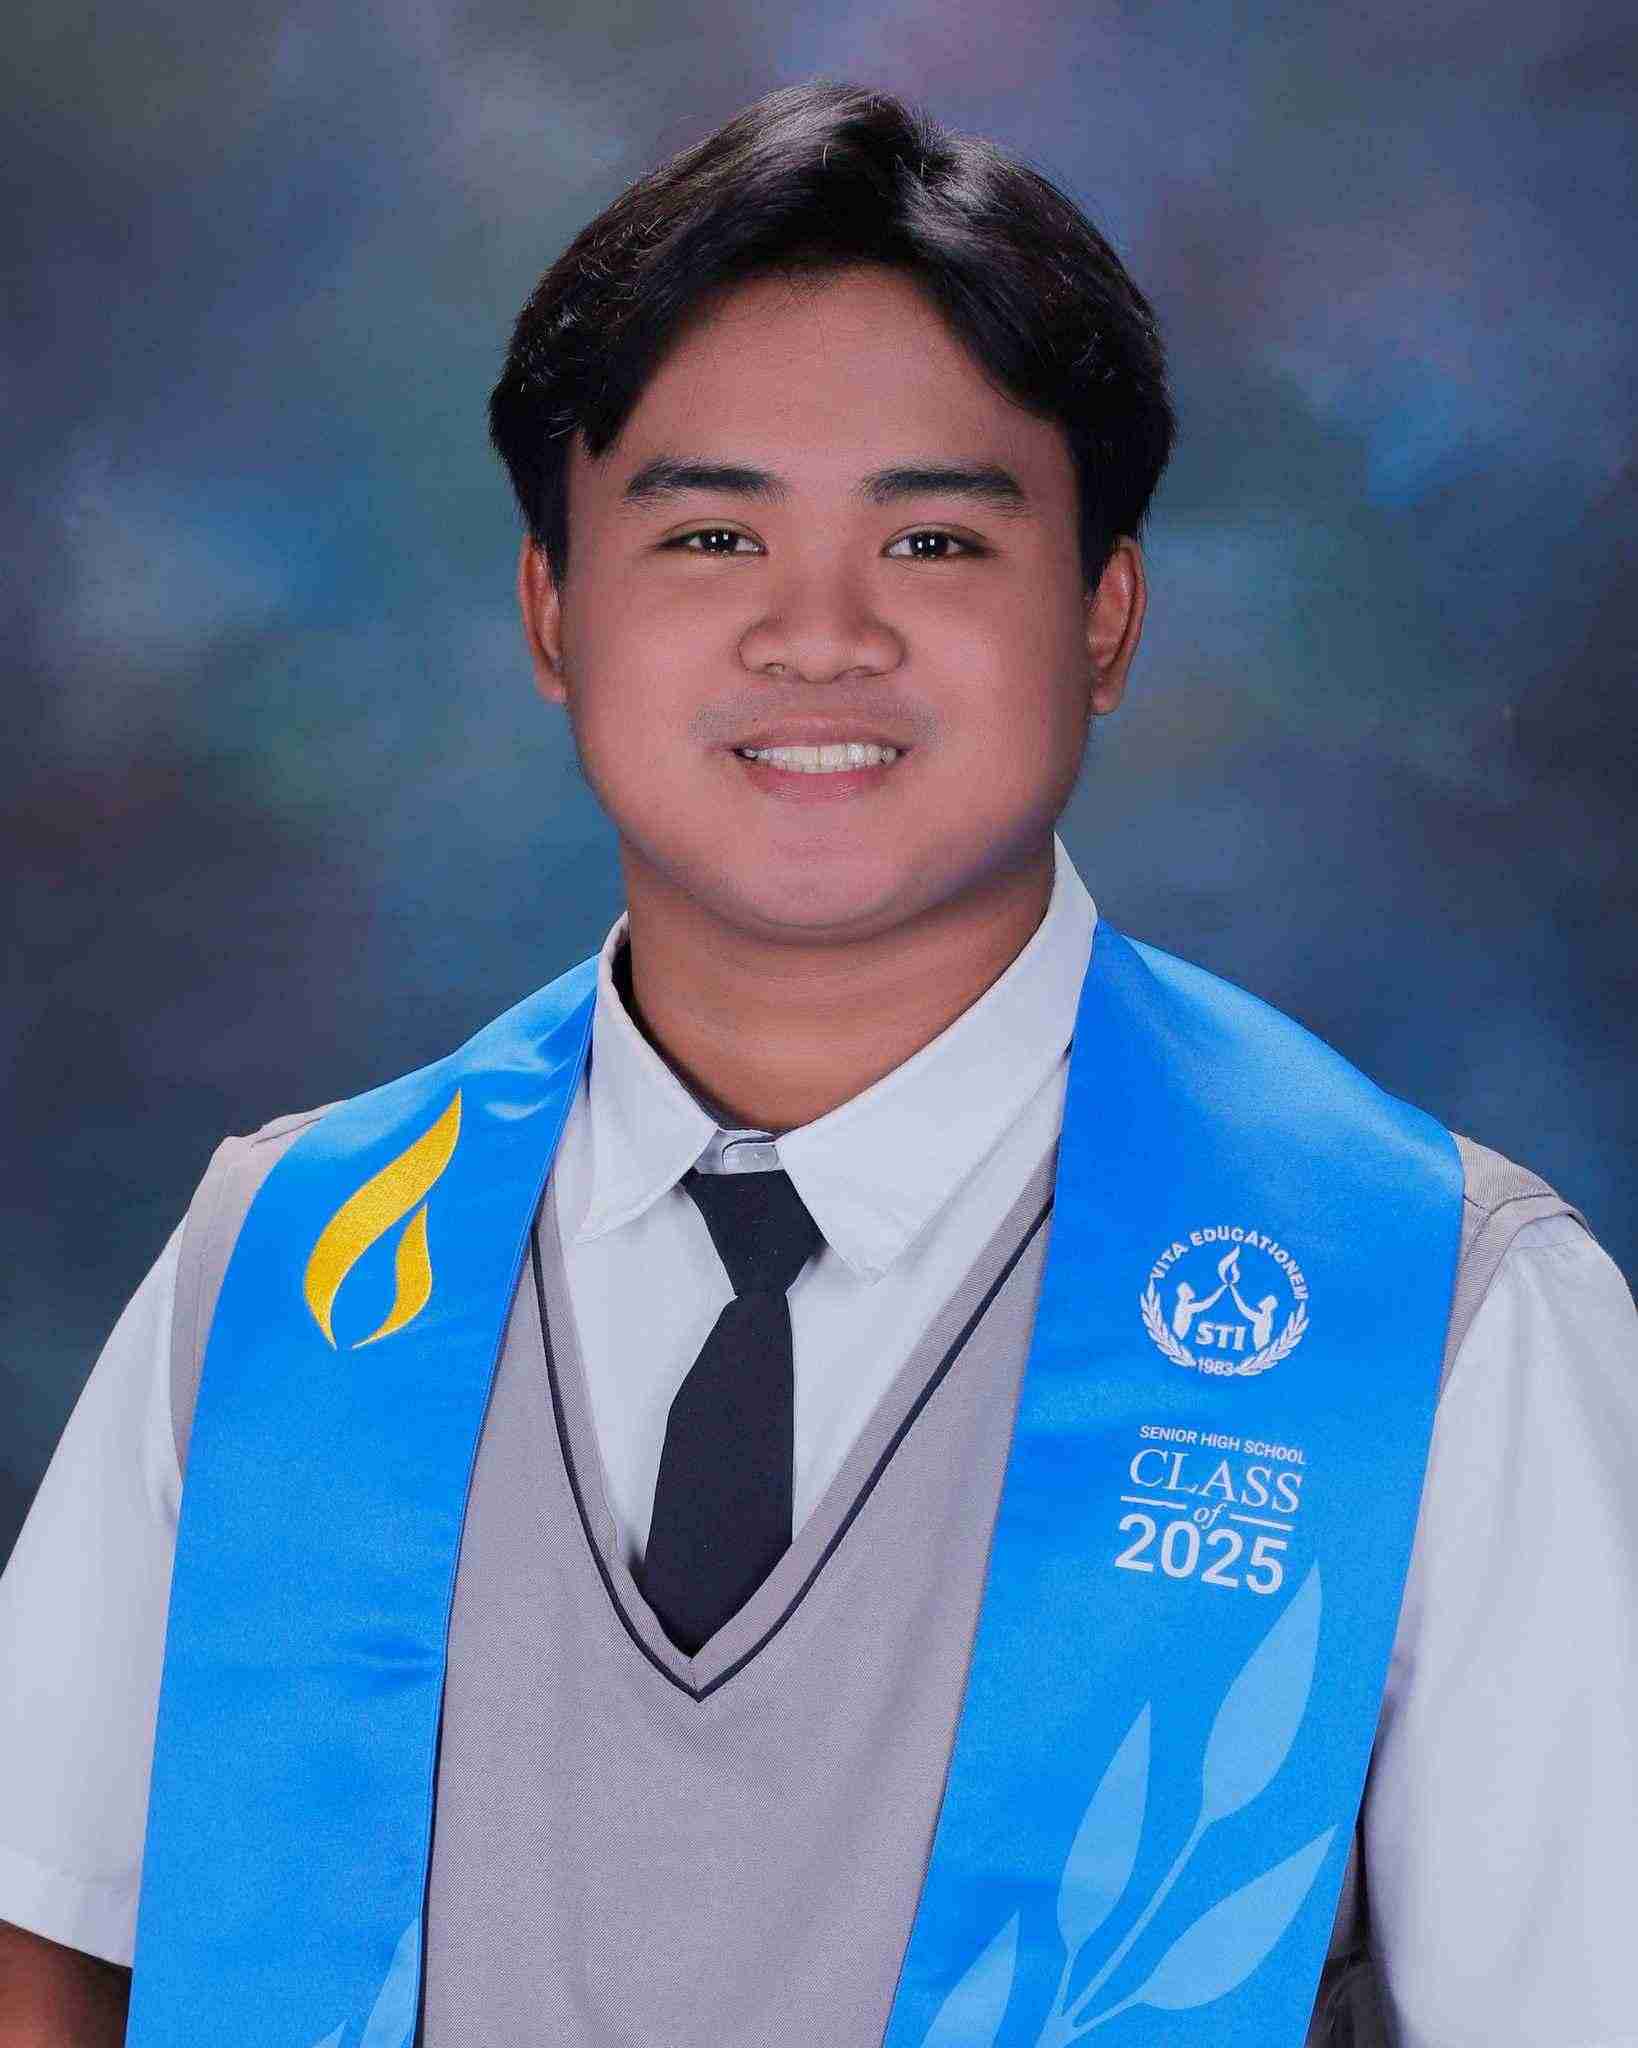 VITA EDUCATIONEM
STI
1983
SENIOR HIGH SCHOOL
CLASS
of
2025